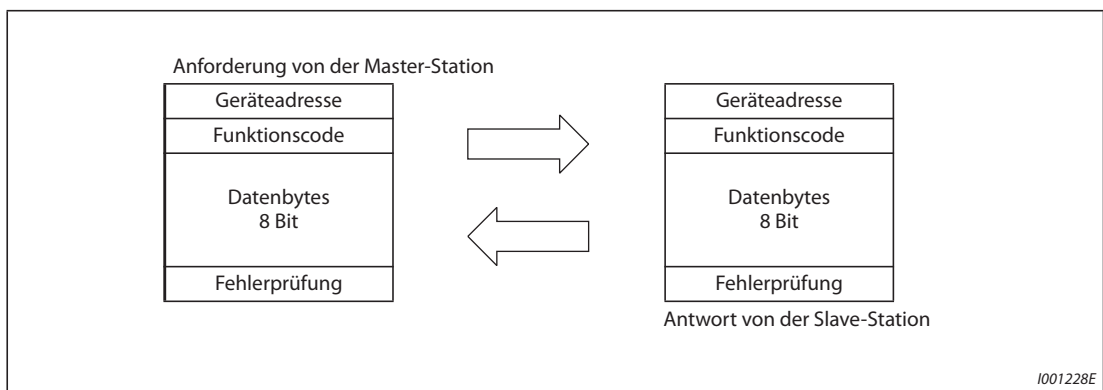 Anforderung von der Master-Station
Geräteadresse
Funktionscode
Datenbytes
8 Bit
Fehlerprüfung
Geräteadresse
Funktionscode
Datenbytes
8 Bit
Fehlerprüfung
Antwort von der Slave-Station
I001228E